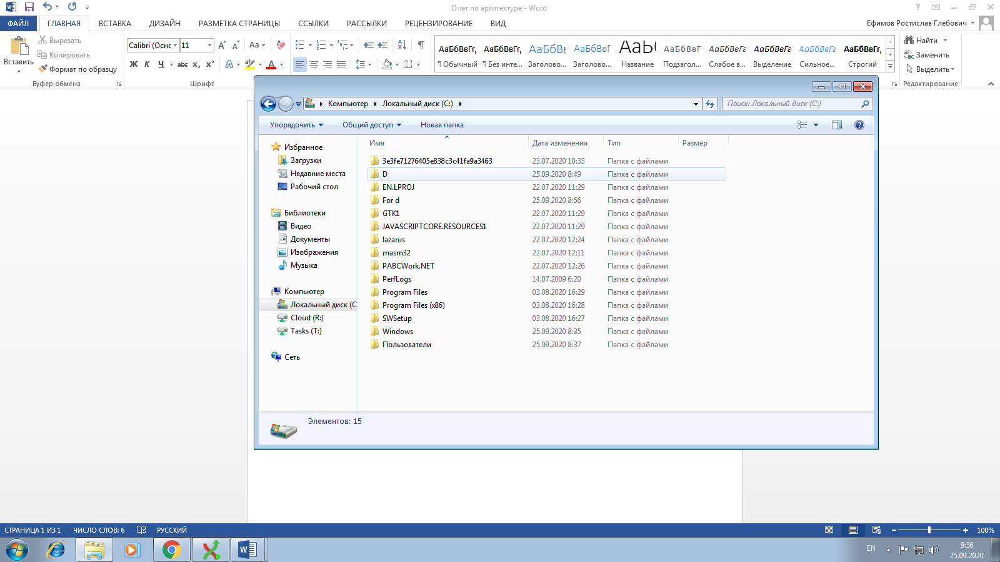 Очет по архитектуре - Word
ФАЙЛ ГЛАВНАЯ ВСТАВКА ДИЗАЙН РАЗМЕТКА СТРАНИЦЫ ССЫЛКИ РАССЫЛКИ РЕЦЕНЗИРОВАНИЕ ВИД Ефимов Ростислав Глебович
Вставить
Вырезать
Копировать
Формат по образцу
Буфер обмена
Calibri (Оснс 11
Ж К Ч abc x₂ x²
Шрифт
АаБбВвГг, АаБбВвГг, АаБбВв АаБбВвГ АаБ АаБбВвГ АаБбВвГг АаБбВвГг АаБбВвГг АаБбВвГг,
¶ Обычный ¶ Без инте... Заголово... Заголово... Название Подзагол... Слабое в... Выделение Сильное... Строгий
Найти
Заменить
Выделить
Редактирование
Компьютер Локальный диск (C:) Поиск: Локальный диск (C:)
Упорядочить Общий доступ Новая папка
Избранное
Загрузки
Недавние места
Рабочий стол
Библиотеки
Видео
Документы
Изображения
Музыка
Компьютер
Локальный диск (C
Cloud (R:)
Tasks (T:)
Сеть
Имя Дата изменения Тип Размер
3e3fe71276405e838c3c41fa9a3463 23.07.2020 10:33 Папка с файлами
D 25.09.2020 8:49 Папка с файлами
EN.LPROJ 22.07.2020 11:29 Папка с файлами
For d 25.09.2020 8:56 Папка с файлами
GTK1 22.07.2020 11:29 Папка с файлами
JAVASCRIPTCORE.RESOURCES1 22.07.2020 11:29 Папка с файлами
lazarus 22.07.2020 12:24 Папка с файлами
masm32 22.07.2020 12:11 Папка с файлами
PABCWork.NET 22.07.2020 12:26 Папка с файлами
PerfLogs 14.07.2009 6:20 Папка с файлами
Program Files 03.08.2020 16:29 Папка с файлами
Program Files (x86) 03.08.2020 16:28 Папка с файлами
SWSetup 03.08.2020 16:27 Папка с файлами
Windows 25.09.2020 8:35 Папка с файлами
Пользователи 25.09.2020 8:37 Папка с файлами
Элементов: 15
СТРАНИЦА 1 ИЗ 1 ЧИСЛО СЛОВ: 6 РУССКИЙ 100%
EN 9:36
25.09.2020